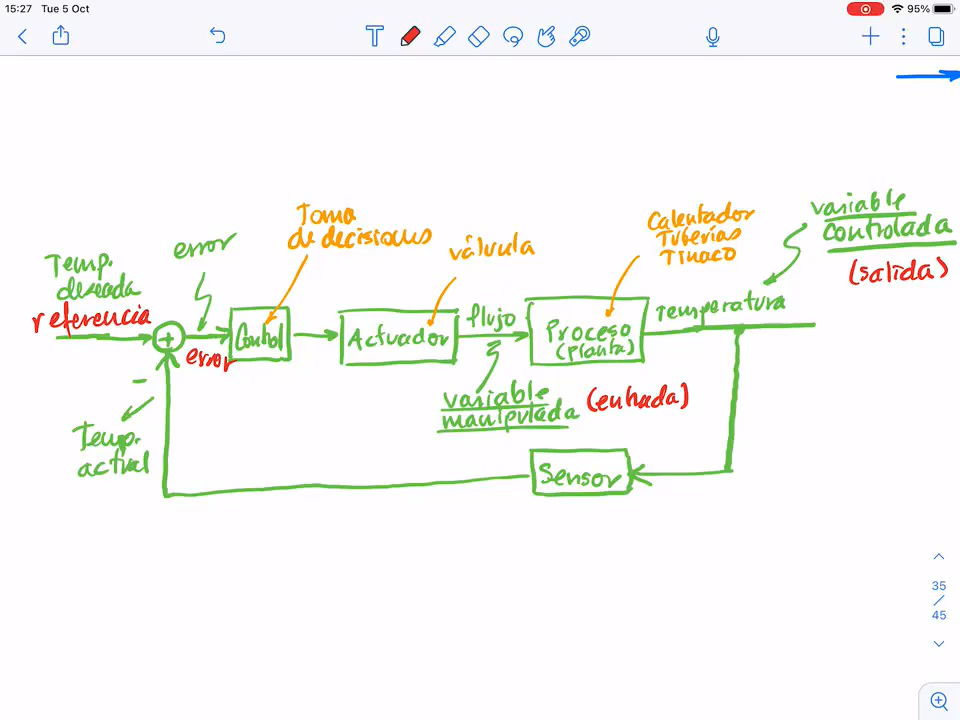 15:27 Tue 5 Oct
95%
variable
controlada
(salida)
Toma
de decisiones
Calentador
Tuberías
Tinaco
error
válvula
Temp.
deseada
referencia
temperatura
flujo
+
Control
Actuador
Proceso
(Planta)
error
-
variable
manipulada
(entrada)
Temp.
actual
Sensor
35
/
45